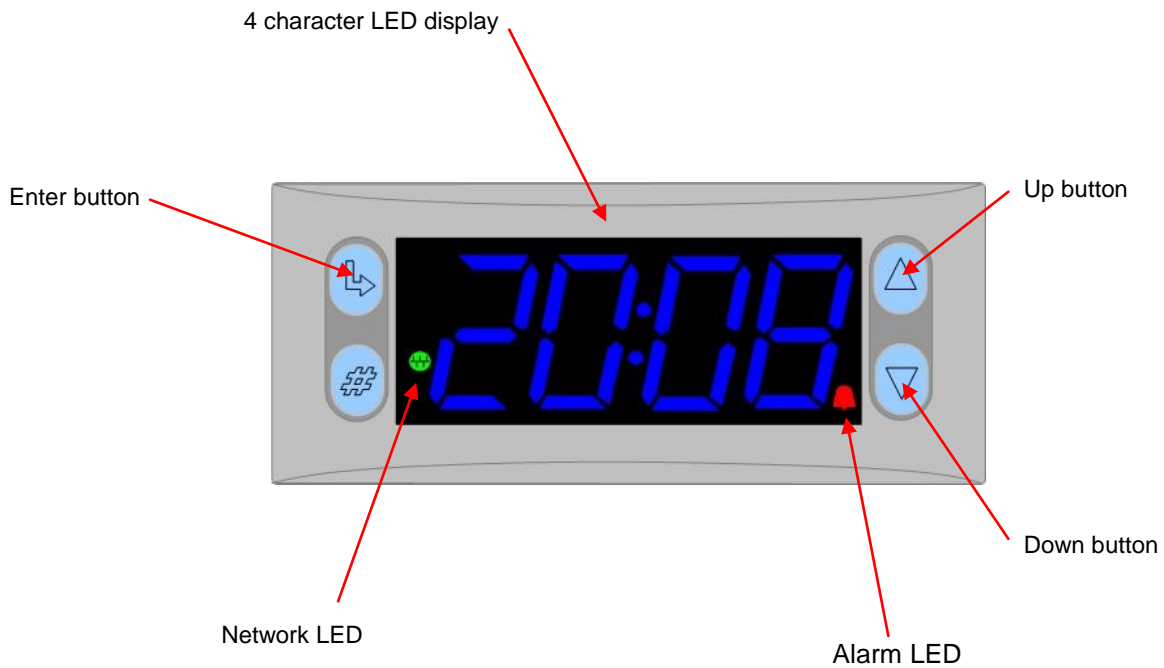 4 character LED display
Enter button
Up button
20:08
#
Down button
Network LED
Alarm LED